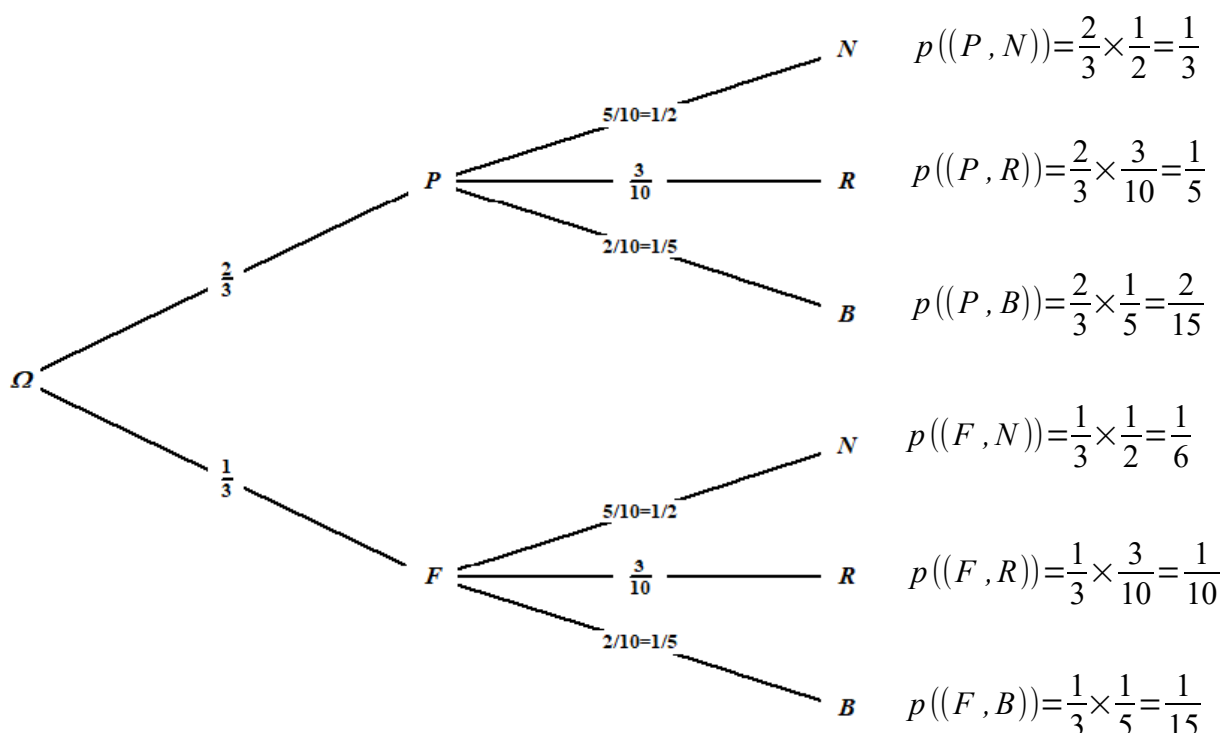 N p((P,N))=2/3×1/2=1/3
5/10=1/2
P 3/10 R p((P,R))=2/3×3/10=1/5
2/10=1/5
2/3
B p((P,B))=2/3×1/5=2/15
Ω
N p((F,N))=1/3×1/2=1/6
1/3
5/10=1/2
F 3/10 R p((F,R))=1/3×3/10=1/10
2/10=1/5
B p((F,B))=1/3×1/5=1/15